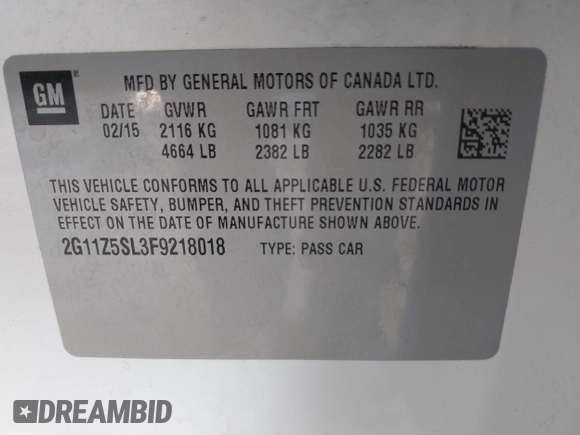 GM
®
MFD BY GENERAL MOTORS OF CANADA LTD.
DATE GVWR GAWR FRT GAWR RR
02/15 2116 KG 1081 KG 1035 KG
4664 LB 2382 LB 2282 LB
THIS VEHICLE CONFORMS TO ALL APPLICABLE U.S. FEDERAL MOTOR
VEHICLE SAFETY, BUMPER, AND THEFT PREVENTION STANDARDS IN
EFFECT ON THE DATE OF MANUFACTURE SHOWN ABOVE.
2G11Z5SL3F9218018 TYPE: PASS CAR
DREAMBID